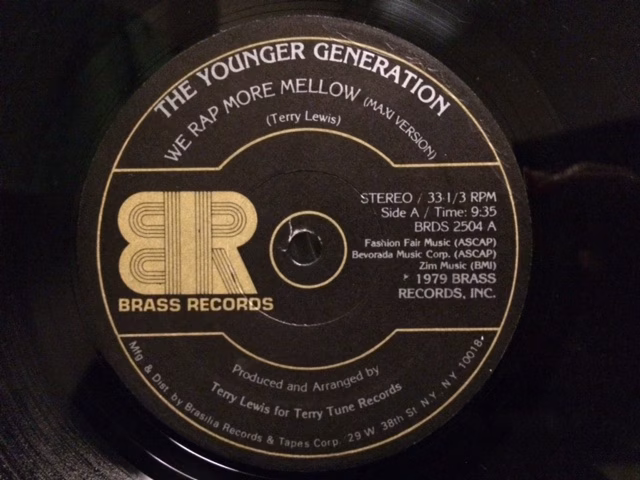 THE YOUNGER GENERATION
WE RAP MORE MELLOW (MAXI VERSION)
(Terry Lewis)
STEREO / 33-1/3 RPM
Side A / Time: 9:35
BRDS 2504 A
Fashion Fair Music (ASCAP)
Bevorada Music Corp. (ASCAP)
Zim Music (BMI)
* 1979 BRASS
RECORDS, INC.
BR
BRASS RECORDS
Produced and Arranged by
Terry Lewis for Terry Tune Records
Mfg. & Dist. by Brasilia Records & Tapes Corp. 29 W. 38th St. N.Y., N.Y. 10018